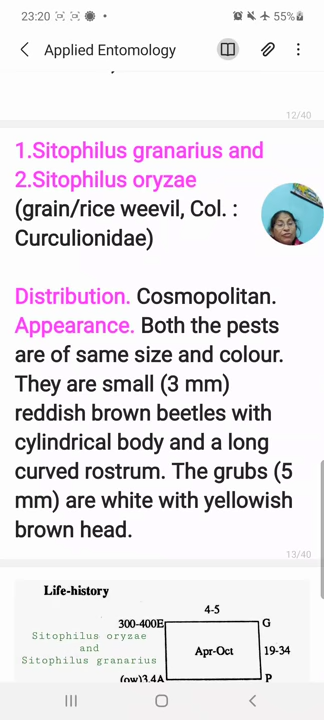 23:20
55%
Applied Entomology
12/40
1.Sitophilus granarius and
2.Sitophilus oryzae
(grain/rice weevil, Col. :
Curculionidae)
Distribution. Cosmopolitan.
Appearance. Both the pests
are of same size and colour.
They are small (3 mm)
reddish brown beetles with
cylindrical body and a long
curved rostrum. The grubs (5
mm) are white with yellowish
brown head.
13/40
Life-history
4-5
300-400E G
Sitophilus oryzae
and
Sitophilus granarius
Apr-Oct 19-34
(ow)3.4A P